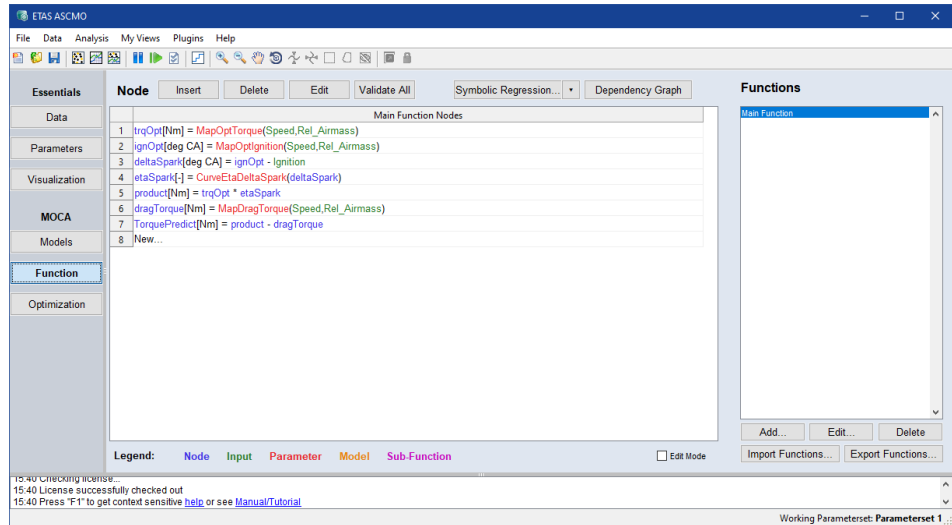 ETAS ASCMO
File Data Analysis My Views Plugins Help
Essentials
Data
Parameters
Visualization
MOCA
Models
Function
Optimization
Node Insert Delete Edit Validate All Symbolic Regression... Dependency Graph
Main Function Nodes
1 trqOpt[Nm] = MapOptTorque(Speed,Rel_Airmass)
2 ignOpt[deg CA] = MapOptIgnition(Speed,Rel_Airmass)
3 deltaSpark[deg CA] = ignOpt - Ignition
4 etaSpark[-] = CurveEtaDeltaSpark(deltaSpark)
5 product[Nm] = trqOpt * etaSpark
6 dragTorque[Nm] = MapDragTorque(Speed,Rel_Airmass)
7 TorquePredict[Nm] = product - dragTorque
8 New...
Legend: Node Input Parameter Model Sub-Function Edit Mode
Functions
Main Function
Add... Edit... Delete
Import Functions... Export Functions...
15:40 Checking license...
15:40 License successfully checked out
15:40 Press "F1" to get context sensitive help or see Manual/Tutorial
Working Parameterset: Parameterset 1